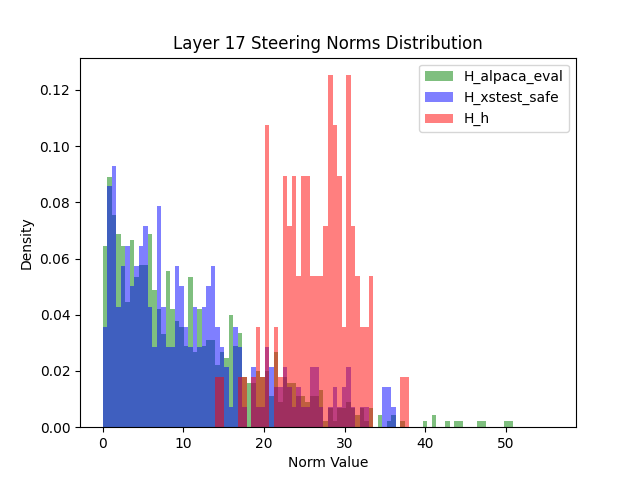 Layer 17 Steering Norms Distribution
H_alpaca_eval
H_xstest_safe
H_h
Density
0.12
0.10
0.08
0.06
0.04
0.02
0.00
0 10 20 30 40 50
Norm Value